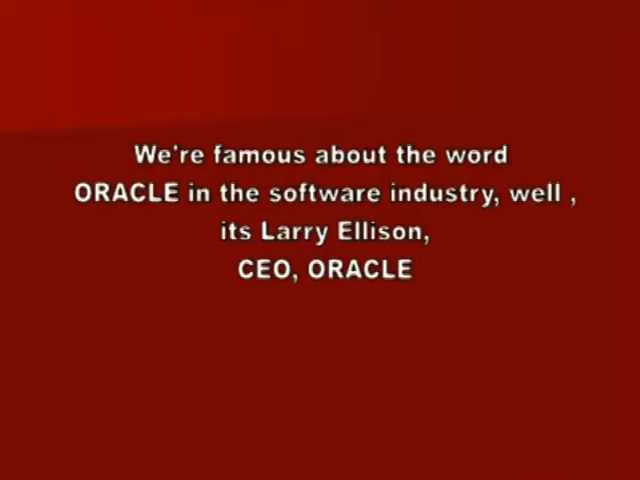 We're famous about the word
ORACLE in the software industry, well ,
its Larry Ellison,
CEO, ORACLE